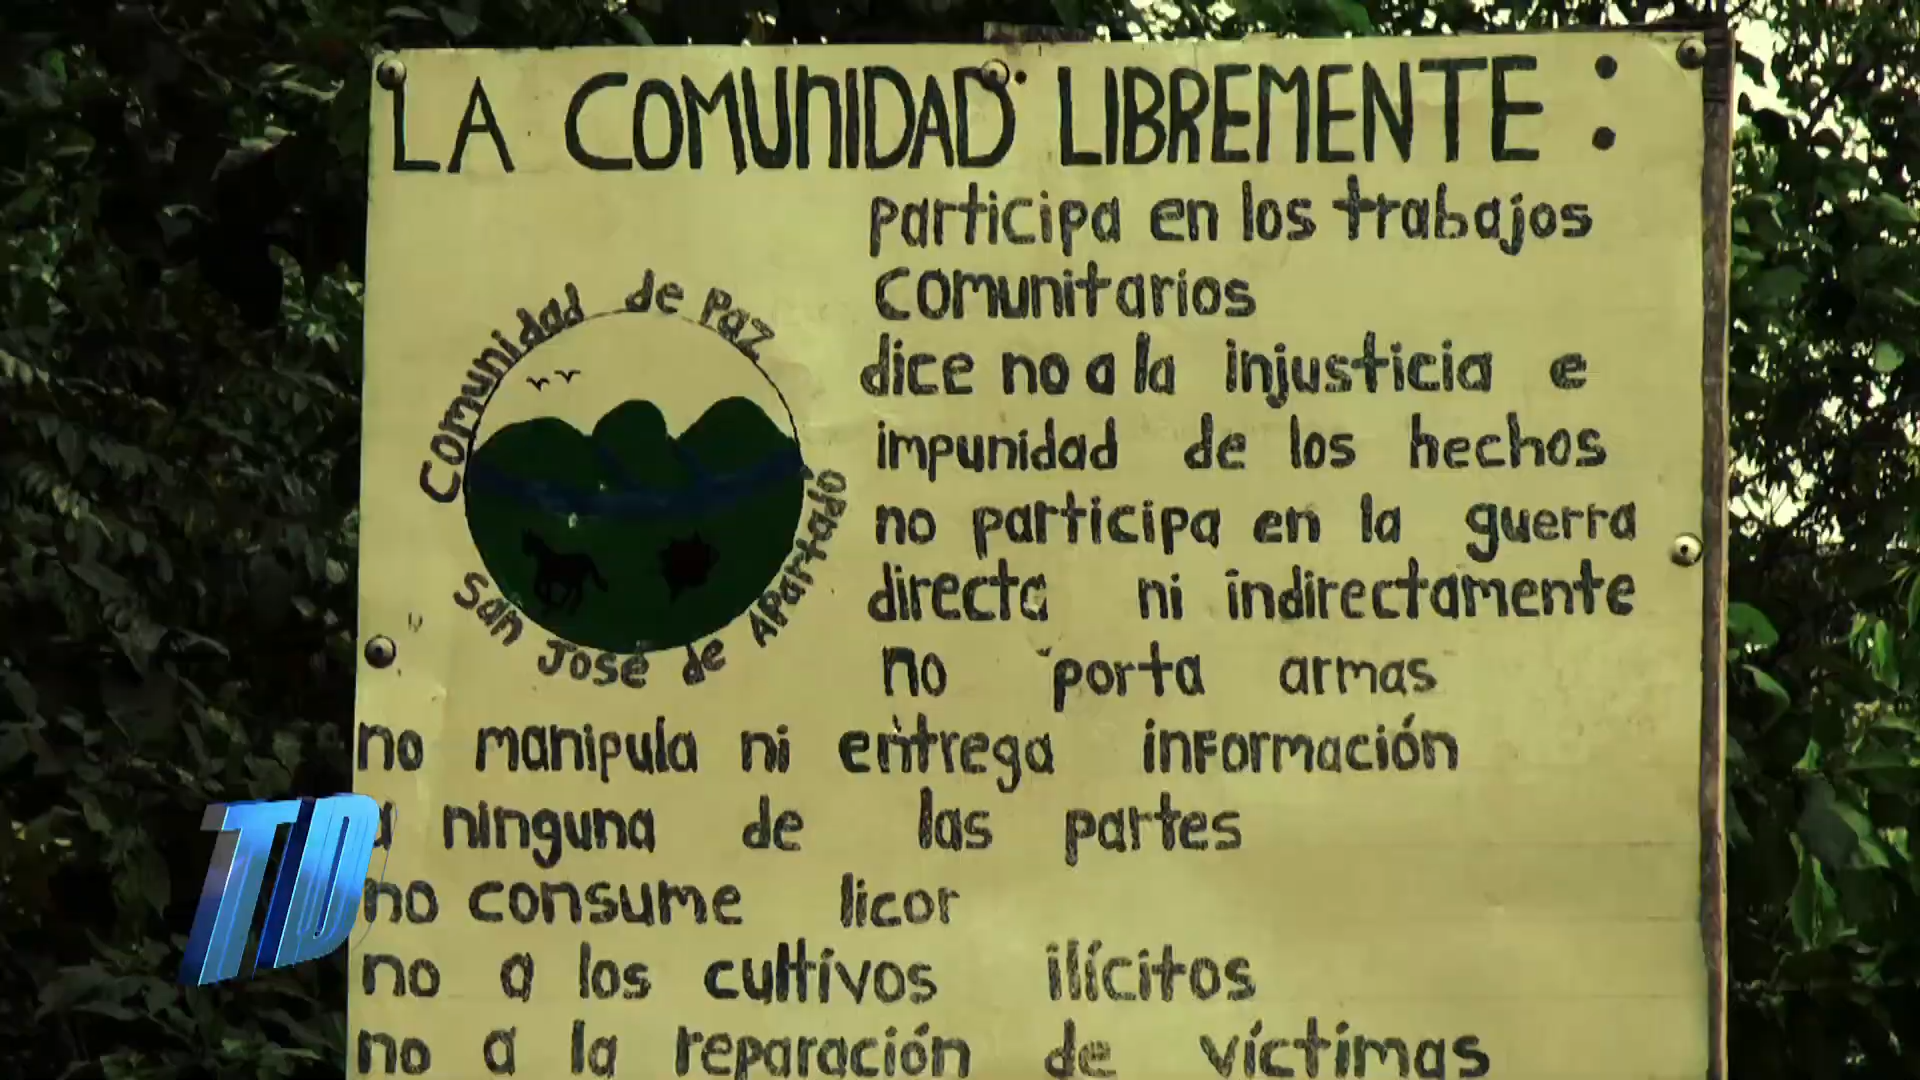 LA COMUNIDAD LIBREMENTE :
participa en los trabajos
comunitarios
dice no a la injusticia e
impunidad de los hechos
no participa en la guerra
directa ni indirectamente
no porta armas
Comunidad de Paz
San José de Apartadó
no manipula ni entrega información
a ninguna de las partes
no consume licor
no a los cultivos ilícitos
no a la reparación de víctimas
TD